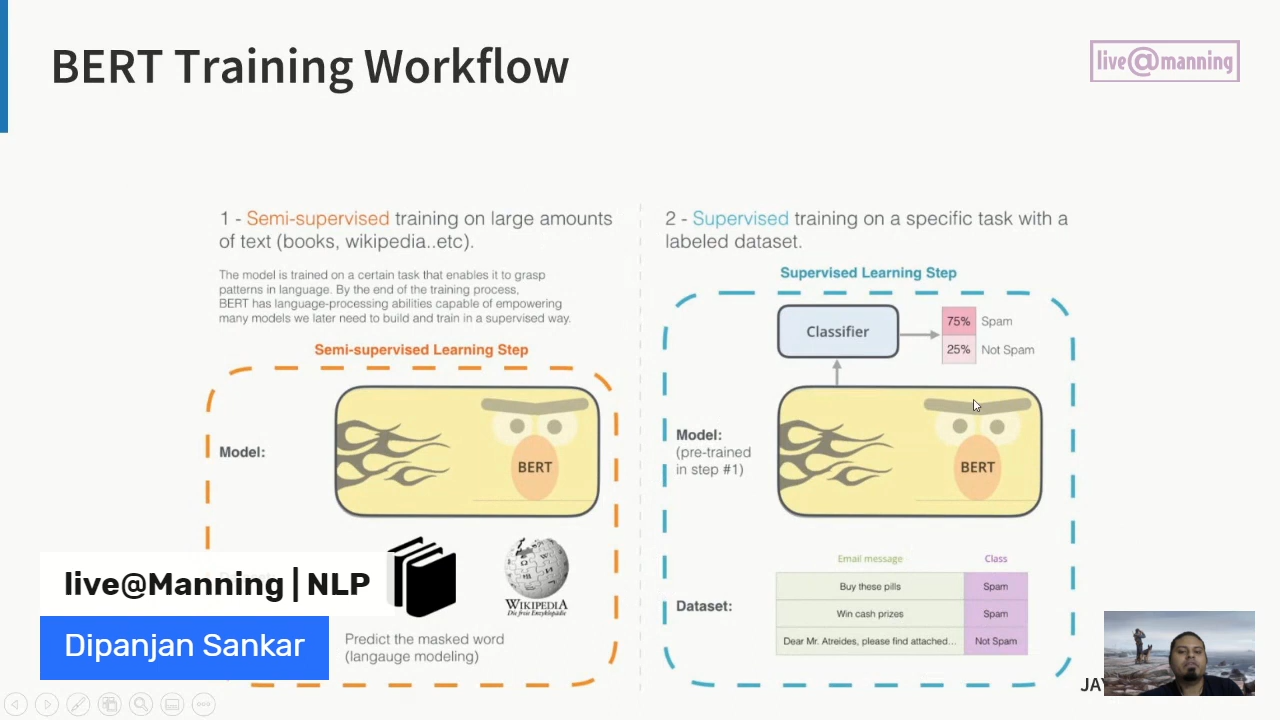 BERT Training Workflow
live@manning
1 - Semi-supervised training on large amounts
of text (books, wikipedia..etc).
The model is trained on a certain task that enables it to grasp
patterns in language. By the end of the training process,
BERT has language-processing abilities capable of empowering
many models we later need to build and train in a supervised way.
Semi-supervised Learning Step
Model:
BERT
WIKIPEDIA
Die freie Enzyklopädie
Predict the masked word
(langauge modeling)
2 - Supervised training on a specific task with a
labeled dataset.
Supervised Learning Step
Classifier
75% Spam
25% Not Spam
Model:
(pre-trained
in step #1)
BERT
Dataset:
Email message Class
Buy these pills Spam
Win cash prizes Spam
Dear Mr. Atreides, please find attached... Not Spam
live@Manning | NLP
Dipanjan Sankar